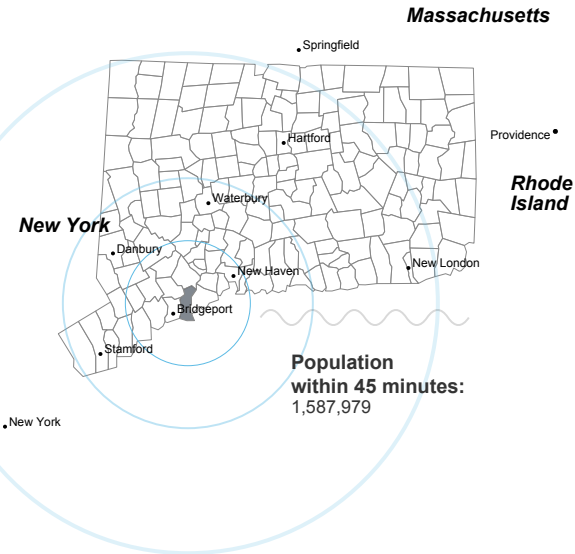 Massachusetts
Springfield
Hartford
Providence
Rhode
Island
Waterbury
New York
Danbury
New Haven
New London
Bridgeport
Stamford
Population
within 45 minutes:
1,587,979
New York